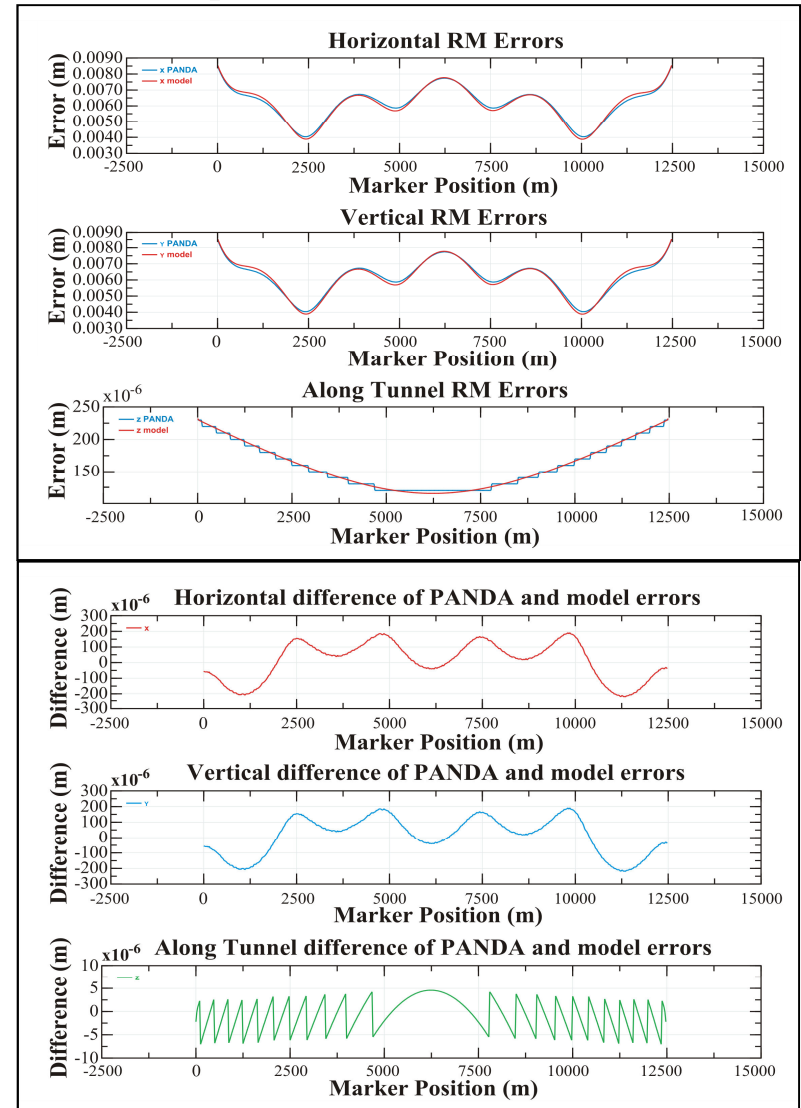 Horizontal RM Errors
Error (m)
0.0090
0.0080
0.0070
0.0060
0.0050
0.0040
0.0030
x PANDA
x model
-2500 0 2500 5000 7500 10000 12500 15000
Marker Position (m)
Vertical RM Errors
Error (m)
0.0090
0.0080
0.0070
0.0060
0.0050
0.0040
0.0030
Y PANDA
Y model
-2500 0 2500 5000 7500 10000 12500 15000
Marker Position (m)
x10-6
Along Tunnel RM Errors
Error (m)
250
200
150
z PANDA
z model
-2500 0 2500 5000 7500 10000 12500 15000
Marker Position (m)
x10-6
Horizontal difference of PANDA and model errors
Difference (m)
300
200
100
0
-100
-200
-300
X
-2500 0 2500 5000 7500 10000 12500 15000
Marker Position (m)
x10-6
Vertical difference of PANDA and model errors
Difference (m)
300
200
100
0
-100
-200
-300
Y
-2500 0 2500 5000 7500 10000 12500 15000
Marker Position (m)
x10-6
Along Tunnel difference of PANDA and model errors
Difference (m)
10
5
0
-5
-10
z
-2500 0 2500 5000 7500 10000 12500 15000
Marker Position (m)